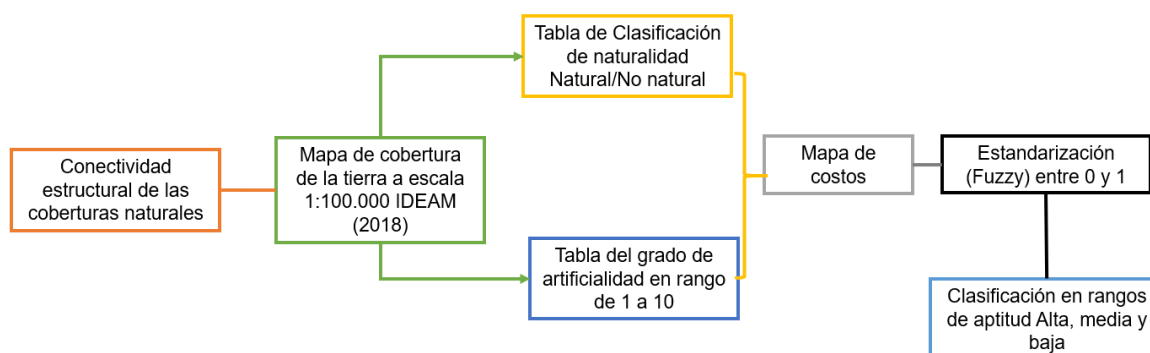 Conectividad
estructural de las
coberturas naturales
Mapa de cobertura
de la tierra a escala
1:100.000 IDEAM
(2018)
Tabla de Clasificación
de naturalidad
Natural/No natural
Tabla del grado de
artificialidad en rango
de 1 a 10
Mapa de
costos
Estandarización
(Fuzzy) entre 0 y 1
Clasificación en rangos
de aptitud Alta, media y
baja